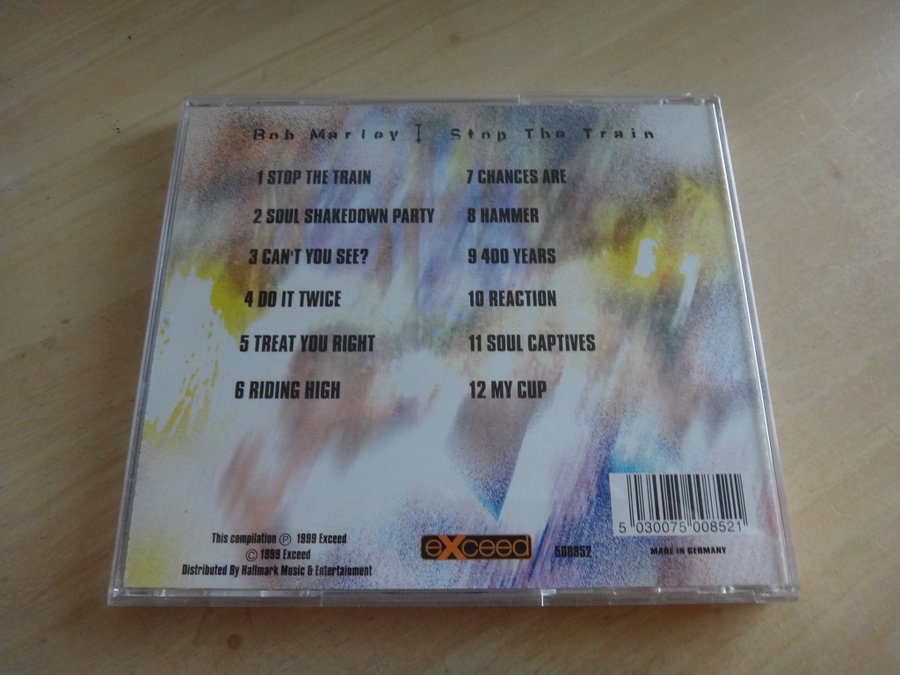 Bob Marley Stop The Train
1 STOP THE TRAIN
2 SOUL SHAKEDOWN PARTY
3 CAN'T YOU SEE?
4 DO IT TWICE
5 TREAT YOU RIGHT
6 RIDING HIGH
7 CHANCES ARE
8 HAMMER
9 400 YEARS
10 REACTION
11 SOUL CAPTIVES
12 MY CUP
This compilation ℗ 1999 Exceed
© 1999 Exceed
Distributed By Hallmark Music & Entertainment
eXceed
500852
MADE IN GERMANY
5 030075 008521